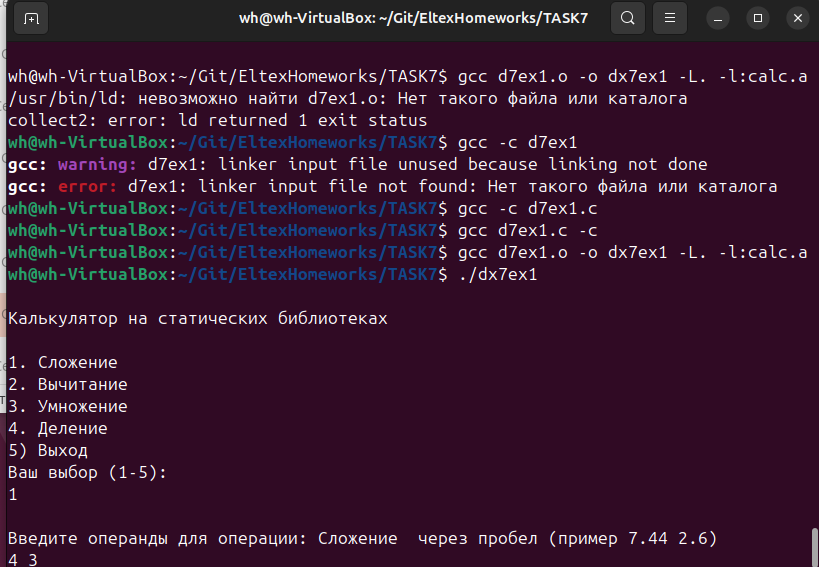 wh@wh-VirtualBox: ~/Git/EltexHomeworks/TASK7
wh@wh-VirtualBox:~/Git/EltexHomeworks/TASK7$ gcc d7ex1.o -o dx7ex1 -L. -l:calc.a
/usr/bin/ld: невозможно найти d7ex1.o: Нет такого файла или каталога
collect2: error: ld returned 1 exit status
wh@wh-VirtualBox:~/Git/EltexHomeworks/TASK7$ gcc -c d7ex1
gcc: warning: d7ex1: linker input file unused because linking not done
gcc: error: d7ex1: linker input file not found: Нет такого файла или каталога
wh@wh-VirtualBox:~/Git/EltexHomeworks/TASK7$ gcc -c d7ex1.c
wh@wh-VirtualBox:~/Git/EltexHomeworks/TASK7$ gcc d7ex1.c -c
wh@wh-VirtualBox:~/Git/EltexHomeworks/TASK7$ gcc d7ex1.o -o dx7ex1 -L. -l:calc.a
wh@wh-VirtualBox:~/Git/EltexHomeworks/TASK7$ ./dx7ex1
Калькулятор на статических библиотеках
1. Сложение
2. Вычитание
3. Умножение
4. Деление
5) Выход
Ваш выбор (1-5):
1
Введите операнды для операции: Сложение  через пробел (пример 7.44 2.6)
4 3